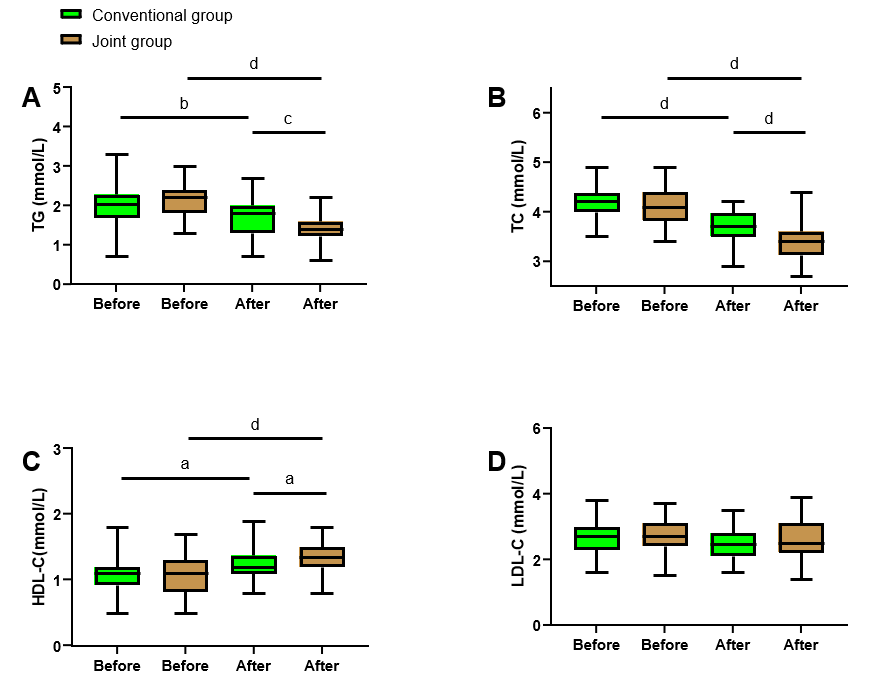 Conventional group
Joint group
A
TG (mmol/L)
5
4
3
2
1
0
d
b
c
Before
Before
After
After
B
TC (mmol/L)
6
5
4
3
d
d
d
Before
Before
After
After
C
HDL-C(mmol/L)
3
2
1
0
d
a
a
Before
Before
After
After
D
LDL-C (mmol/L)
6
4
2
0
Before
Before
After
After